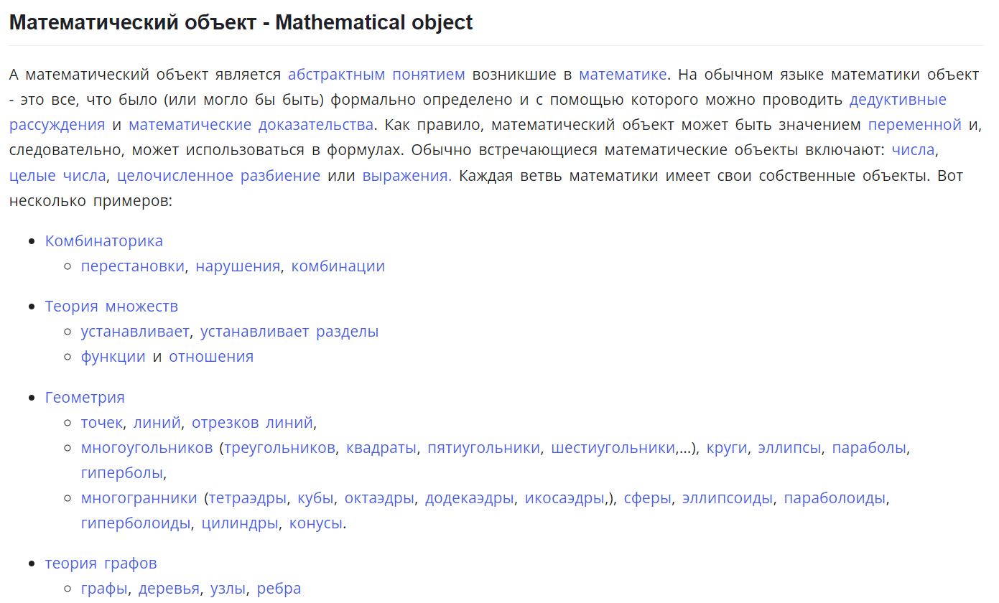 Математический объект - Mathematical object
А математический объект является абстрактным понятием возникшие в математике. На обычном языке математики объект
- это все, что было (или могло бы быть) формально определено и с помощью которого можно проводить дедуктивные
рассуждения и математические доказательства. Как правило, математический объект может быть значением переменной и,
следовательно, может использоваться в формулах. Обычно встречающиеся математические объекты включают: числа,
целые числа, целочисленное разбиение или выражения. Каждая ветвь математики имеет свои собственные объекты. Вот
несколько примеров:
Комбинаторика
перестановки, нарушения, комбинации
Теория множеств
устанавливает, устанавливает разделы
функции и отношения
Геометрия
точек, линий, отрезков линий,
многоугольников (треугольников, квадраты, пятиугольники, шестиугольники,...), круги, эллипсы, параболы,
гиперболы,
многогранники (тетраэдры, кубы, октаэдры, додекаэдры, икосаэдры,), сферы, эллипсоиды, параболоиды,
гиперболоиды, цилиндры, конусы.
теория графов
графы, деревья, узлы, ребра